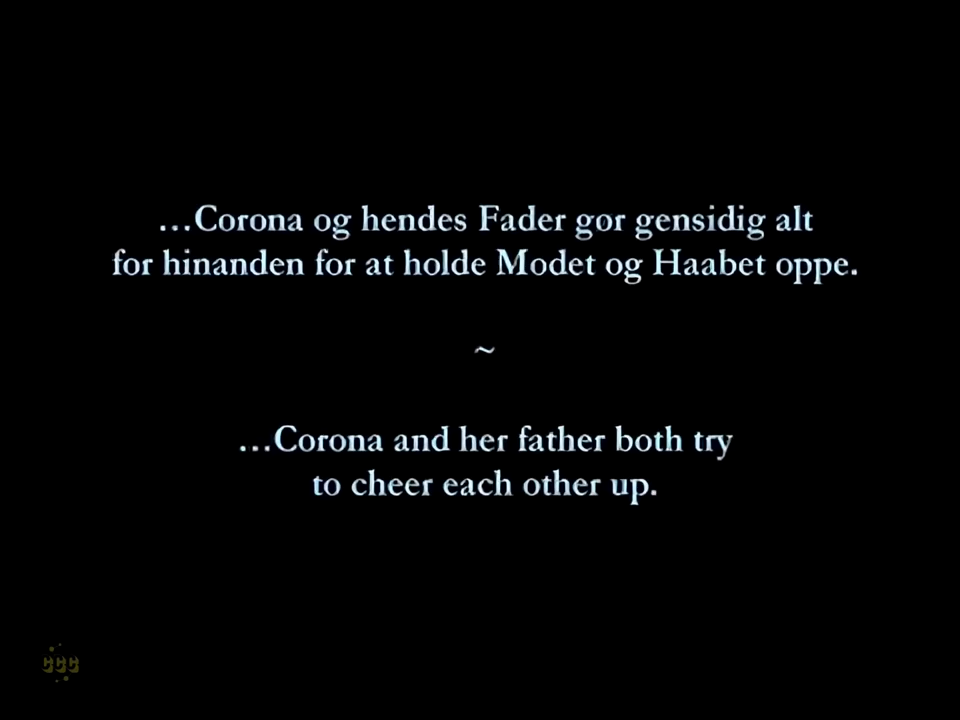 …Corona og hendes Fader gør gensidig alt
for hinanden for at holde Modet og Haabet oppe.
~
…Corona and her father both try
to cheer each other up.
CCC